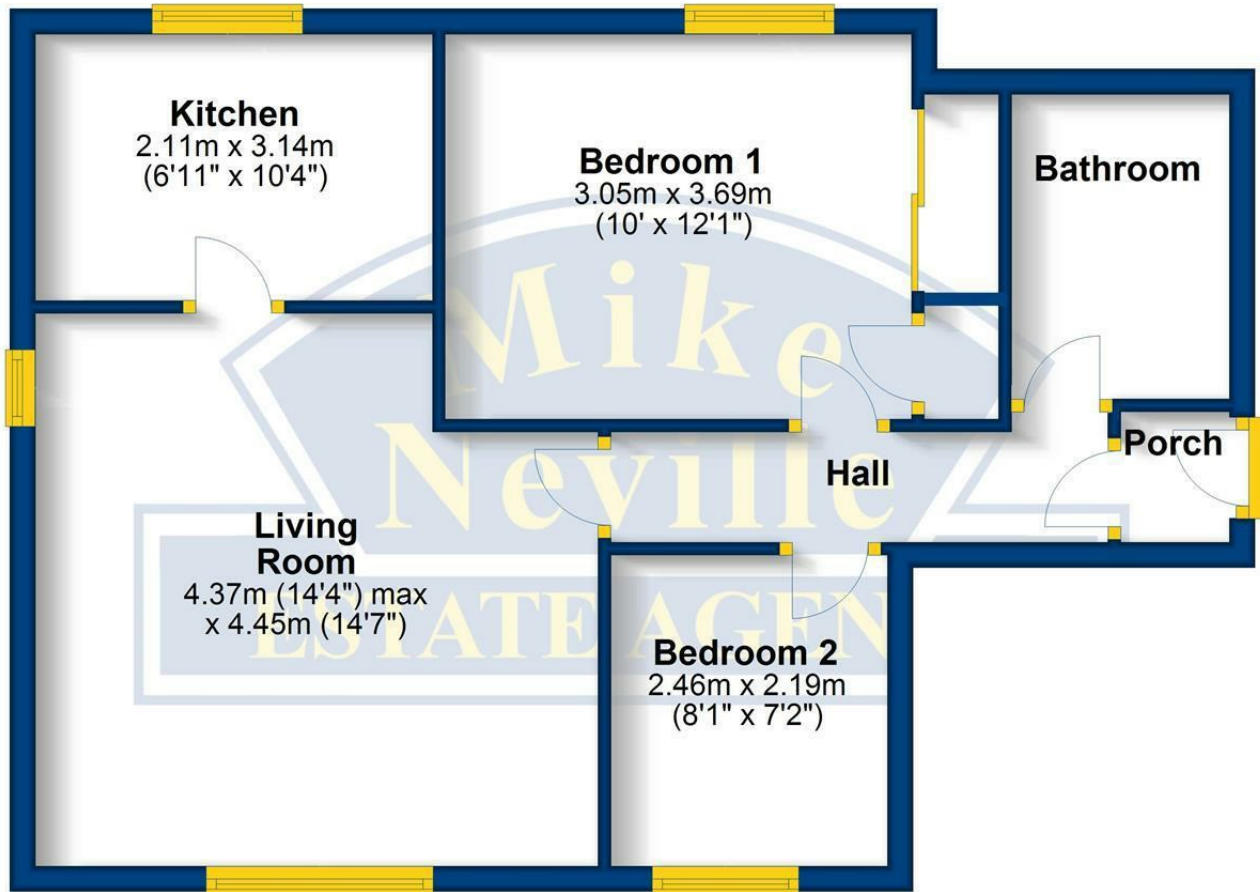 Kitchen
2.11m x 3.14m
(6'11" x 10'4")
Bedroom 1
3.05m x 3.69m
(10' x 12'1")
Bathroom
Mike
Neville
ESTATE AGEN
Porch
Hall
Living
Room
4.37m (14'4") max
x 4.45m (14'7")
Bedroom 2
2.46m x 2.19m
(8'1" x 7'2")